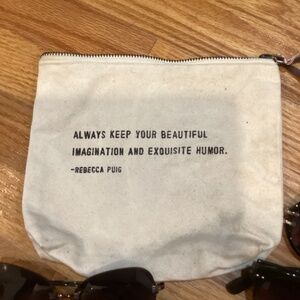 ALWAYS KEEP YOUR BEAUTIFUL
IMAGINATION AND EXQUISITE HUMOR.
-REBECCA PUIG